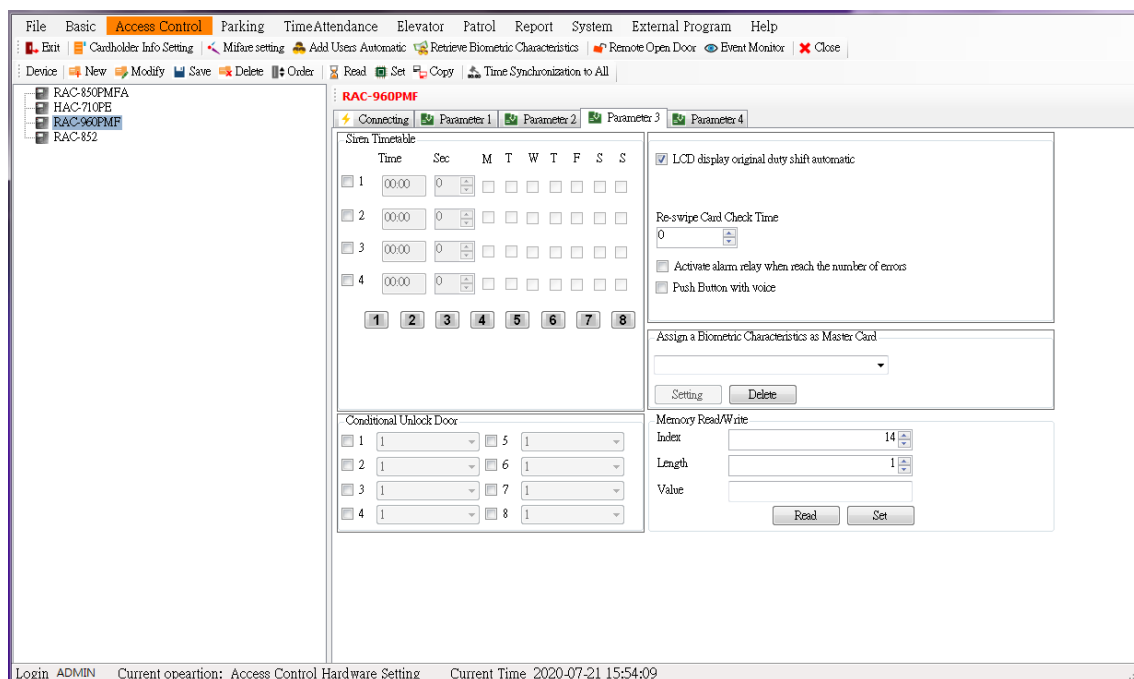 File Basic Access Control Parking TimeAttendance Elevator Patrol Report System External Program Help
Exit Cardholder Info Setting Mifare setting Add Users Automatic Retrieve Biometric Characteristics Remote Open Door Event Monitor Close
Device New Modify Save Delete Order Read Set Copy Time Synchronization to All
RAC-850PMFA
HAC-710PE
RAC-960PMF
RAC-852
RAC-960PMF
Connecting Parameter 1 Parameter 2 Parameter 3 Parameter 4
Siren Timetable
Time Sec M T W T F S S
1 00:00 0
2 00:00 0
3 00:00 0
4 00:00 0
1 2 3 4 5 6 7 8
LCD display original duty shift automatic
Re-swipe Card Check Time
0
Activate alarm relay when reach the number of errors
Push Button with voice
Assign a Biometric Characteristics as Master Card
Setting Delete
Conditional Unlock Door
1 1 5 1
2 1 6 1
3 1 7 1
4 1 8 1
Memory Read/Write
Index 14
Length 1
Value
Read Set
Login ADMIN Current opeartion: Access Control Hardware Setting Current Time 2020-07-21 15:54:09